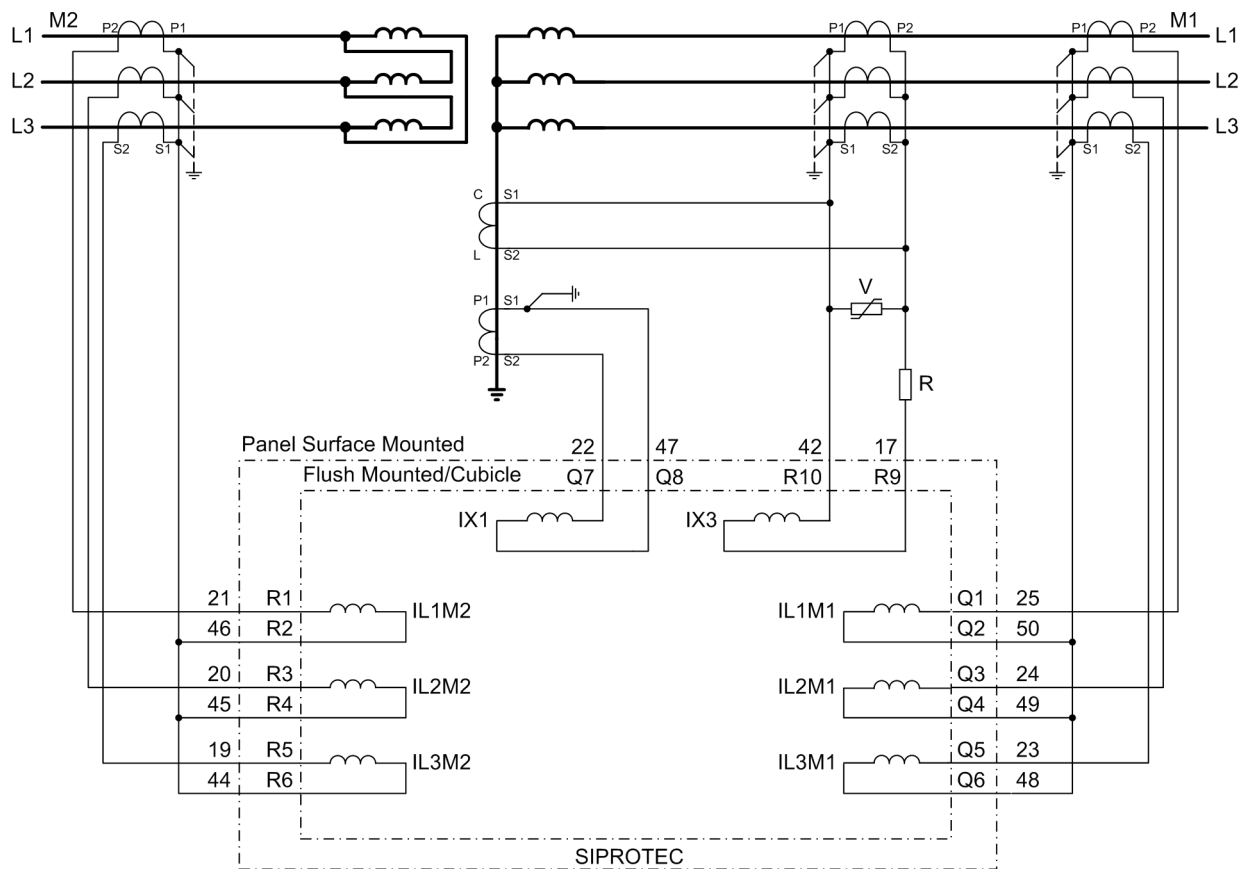 M2 P2 P1 P1 P2 P1 P2 M1
L1 L1
L2 L2
L3 L3
S2 S1 S1 S2 S1 S2
C S1
L S2
V
P1 S1
P2 S2
R
Panel Surface Mounted 22 47 42 17
Flush Mounted/Cubicle Q7 Q8 R10 R9
IX1 IX3
21 R1 IL1M2 IL1M1 Q1 25
46 R2 Q2 50
20 R3 IL2M2 IL2M1 Q3 24
45 R4 Q4 49
19 R5 IL3M2 IL3M1 Q5 23
44 R6 Q6 48
SIPROTEC